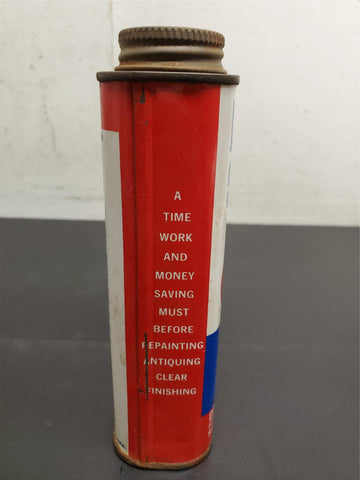 A
TIME
WORK
AND
MONEY
SAVING
MUST
BEFORE
REPAINTING
ANTIQUING
CLEAR
FINISHING